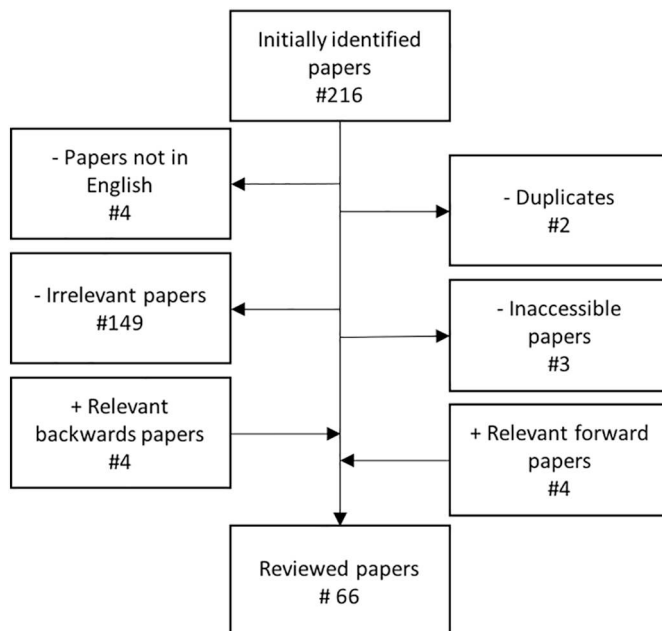 Initially identified
papers
#216
- Papers not in
English
#4
- Duplicates
#2
- Irrelevant papers
#149
- Inaccessible
papers
#3
+ Relevant
backwards papers
#4
+ Relevant forward
papers
#4
Reviewed papers
# 66